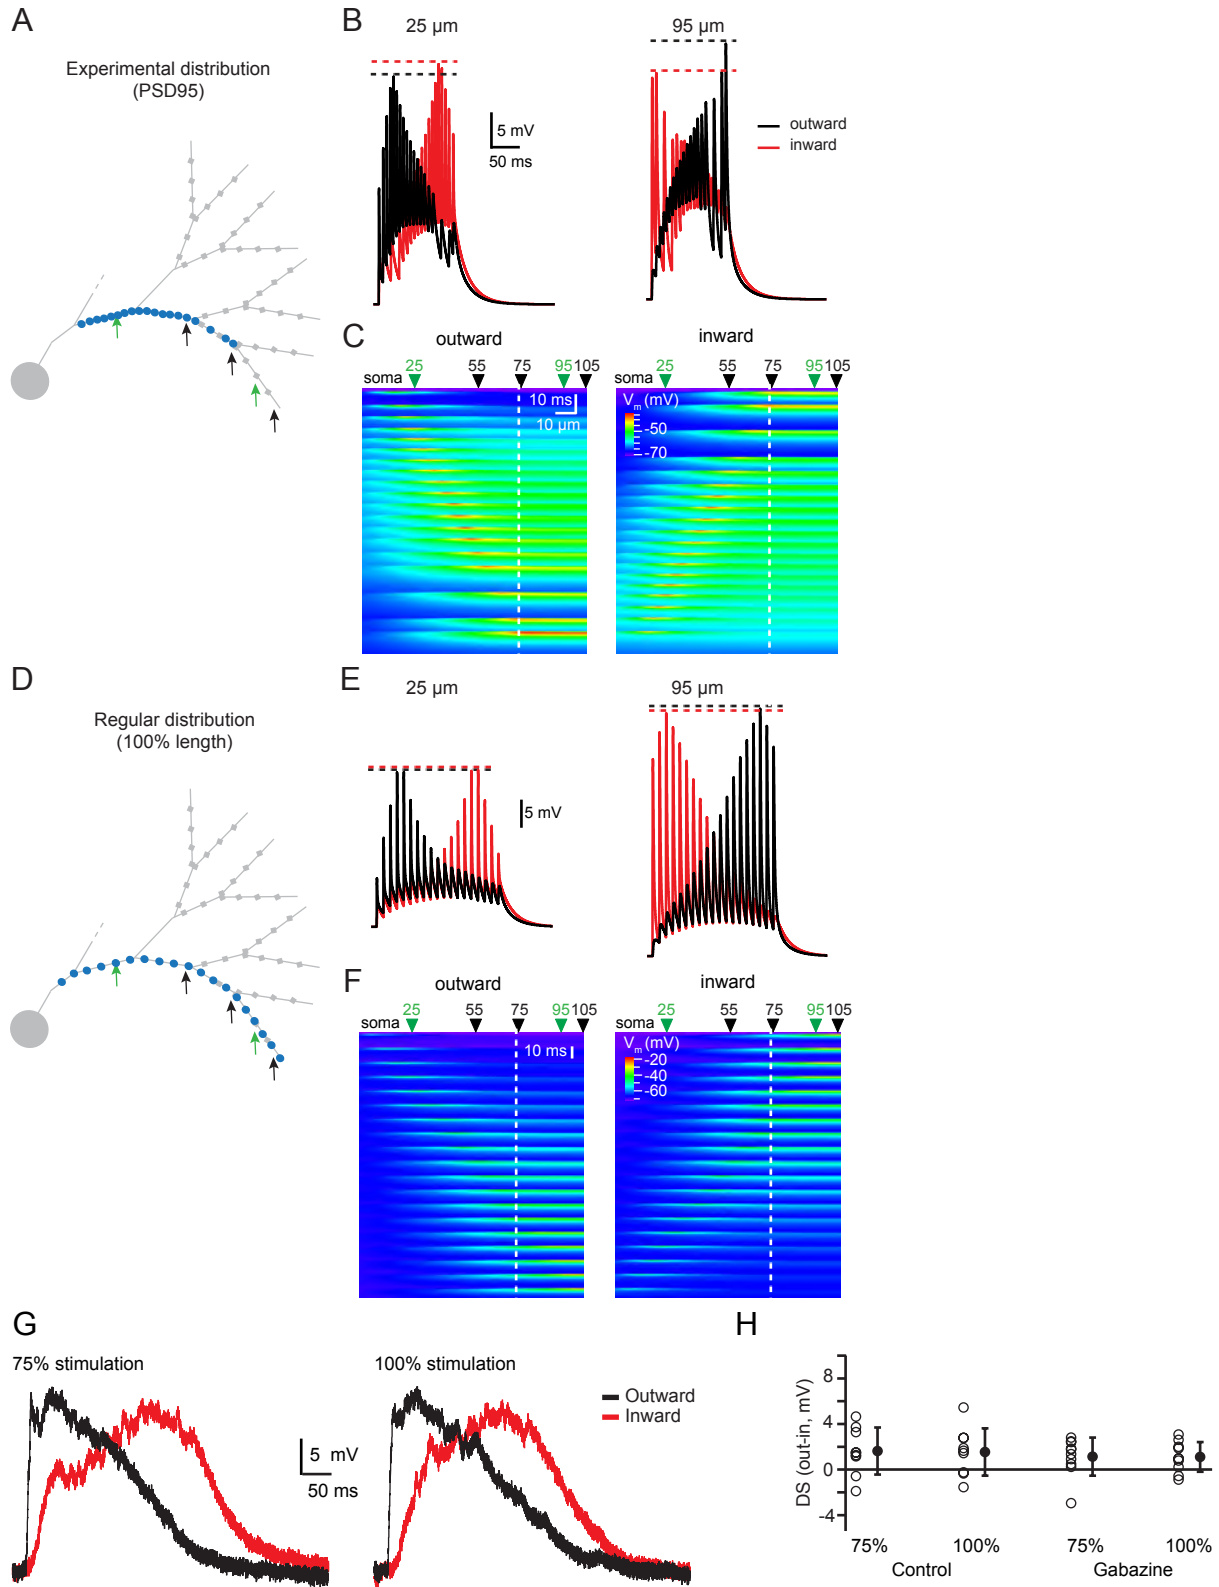 A
Experimental distribution
(PSD95)
B
25 µm
95 µm
5 mV
50 ms
outward
inward
C
outward
inward
soma 25 55 75 95 105
10 ms
10 µm
soma 25 55 75 95 105
Vm (mV)
-50
-70
D
Regular distribution
(100% length)
E
25 µm
95 µm
5 mV
F
outward
inward
soma 25 55 75 95 105
10 ms
soma 25 55 75 95 105
Vm (mV)
-20
-40
-60
G
75% stimulation
100% stimulation
Outward
Inward
5 mV
50 ms
H
DS (out-in, mV)
8
4
0
-4
75% 100% 75% 100%
Control Gabazine